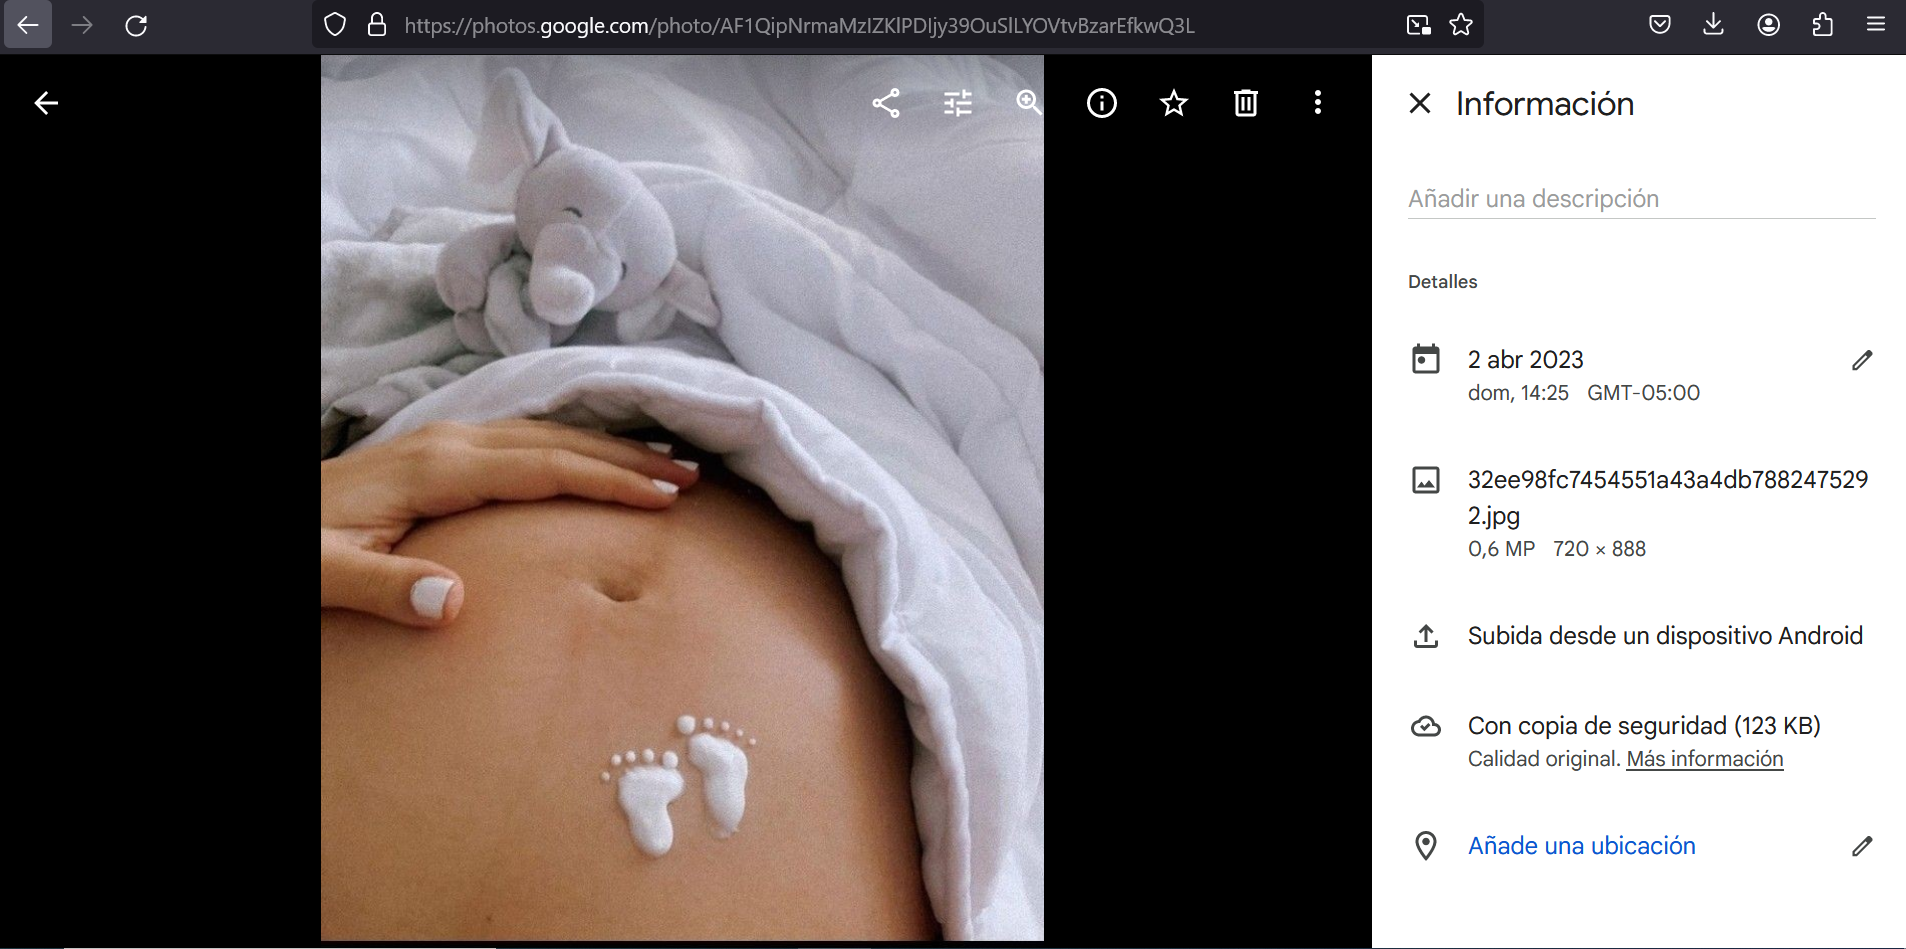 https://photos.google.com/photo/AF1QipNrmaMzIZKlPDIjy39OuSlLYOVtvBzarEfkwQ3L
Información
Añadir una descripción
Detalles
2 abr 2023
dom, 14:25 GMT-05:00
32ee98fc7454551a43a4db788247529
2.jpg
0,6 MP 720 × 888
Subida desde un dispositivo Android
Con copia de seguridad (123 KB)
Calidad original. Más información
Añade una ubicación